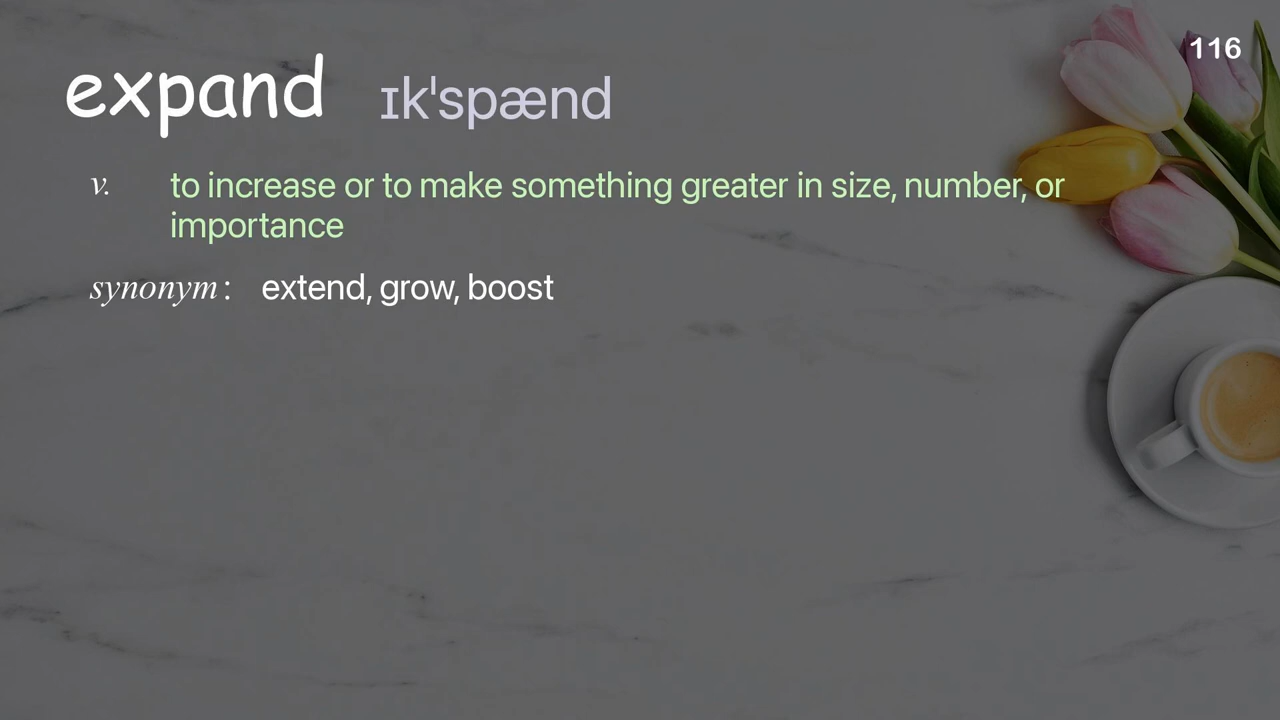 116
expand ɪk'spænd
v. to increase or to make something greater in size, number, or
importance
synonym : extend, grow, boost